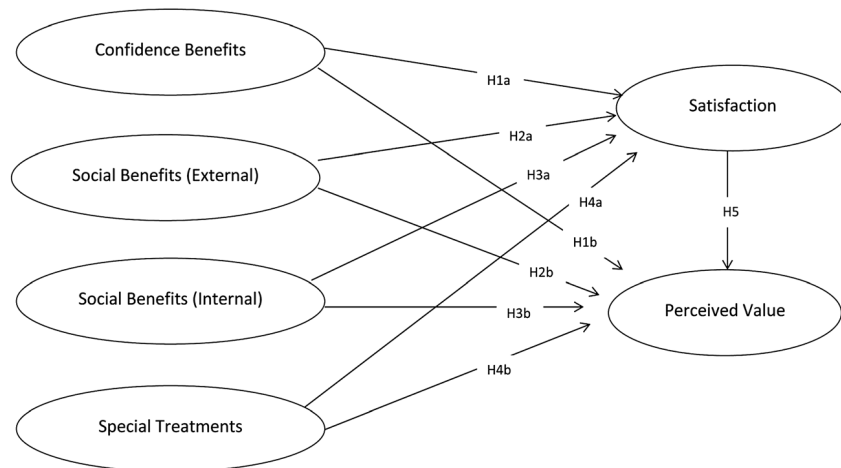 Confidence Benefits
H1a
Satisfaction
H2a
Social Benefits (External)
H3a
H4a
H5
H1b
H2b
Social Benefits (Internal)
H3b
Perceived Value
H4b
Special Treatments